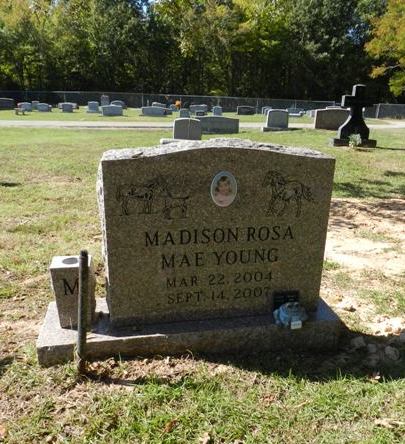 MADISON ROSA
MAE YOUNG
MAR 22, 2004
SEPT. 14, 2007
M